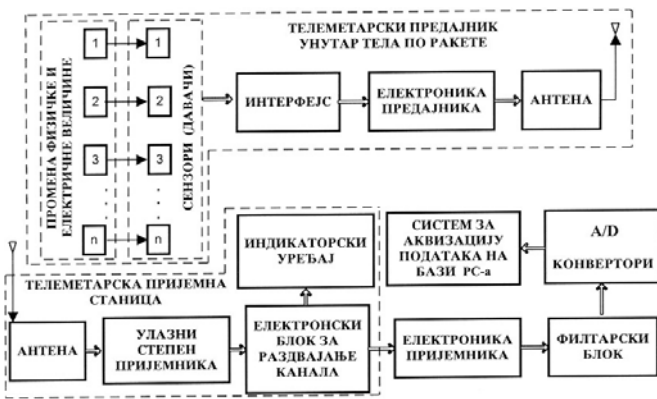 ТЕЛЕМЕТАРСКИ ПРЕДАЈНИК
УНУТАР ТЕЛА ПО РАКЕТЕ
ПРОМЕНА ФИЗИЧКЕ И
ЕЛЕКТРИЧНЕ ВЕЛИЧИНЕ
1
2
3
n
СЕНЗОРИ (ДАВАЧИ)
1
2
3
n
ИНТЕРФЕЈС
ЕЛЕКТРОНИКА
ПРЕДАЈНИКА
АНТЕНА
ТЕЛЕМЕТАРСКА ПРИЈЕМНА
СТАНИЦА
АНТЕНА
УЛАЗНИ
СТЕПЕН
ПРИЈЕМНИКА
ЕЛЕКТРОНСКИ
БЛОК ЗА
РАЗДВАЈАЊЕ
КАНАЛА
ИНДИКАТОРСКИ
УРЕЂАЈ
ЕЛЕКТРОНИКА
ПРИЈЕМНИКА
ФИЛТАРСКИ
БЛОК
A/D
КОНВЕРТОРИ
СИСТЕМ ЗА
АКВИЗАЦИЈУ
ПОДАТАКА НА
БАЗИ PC-а